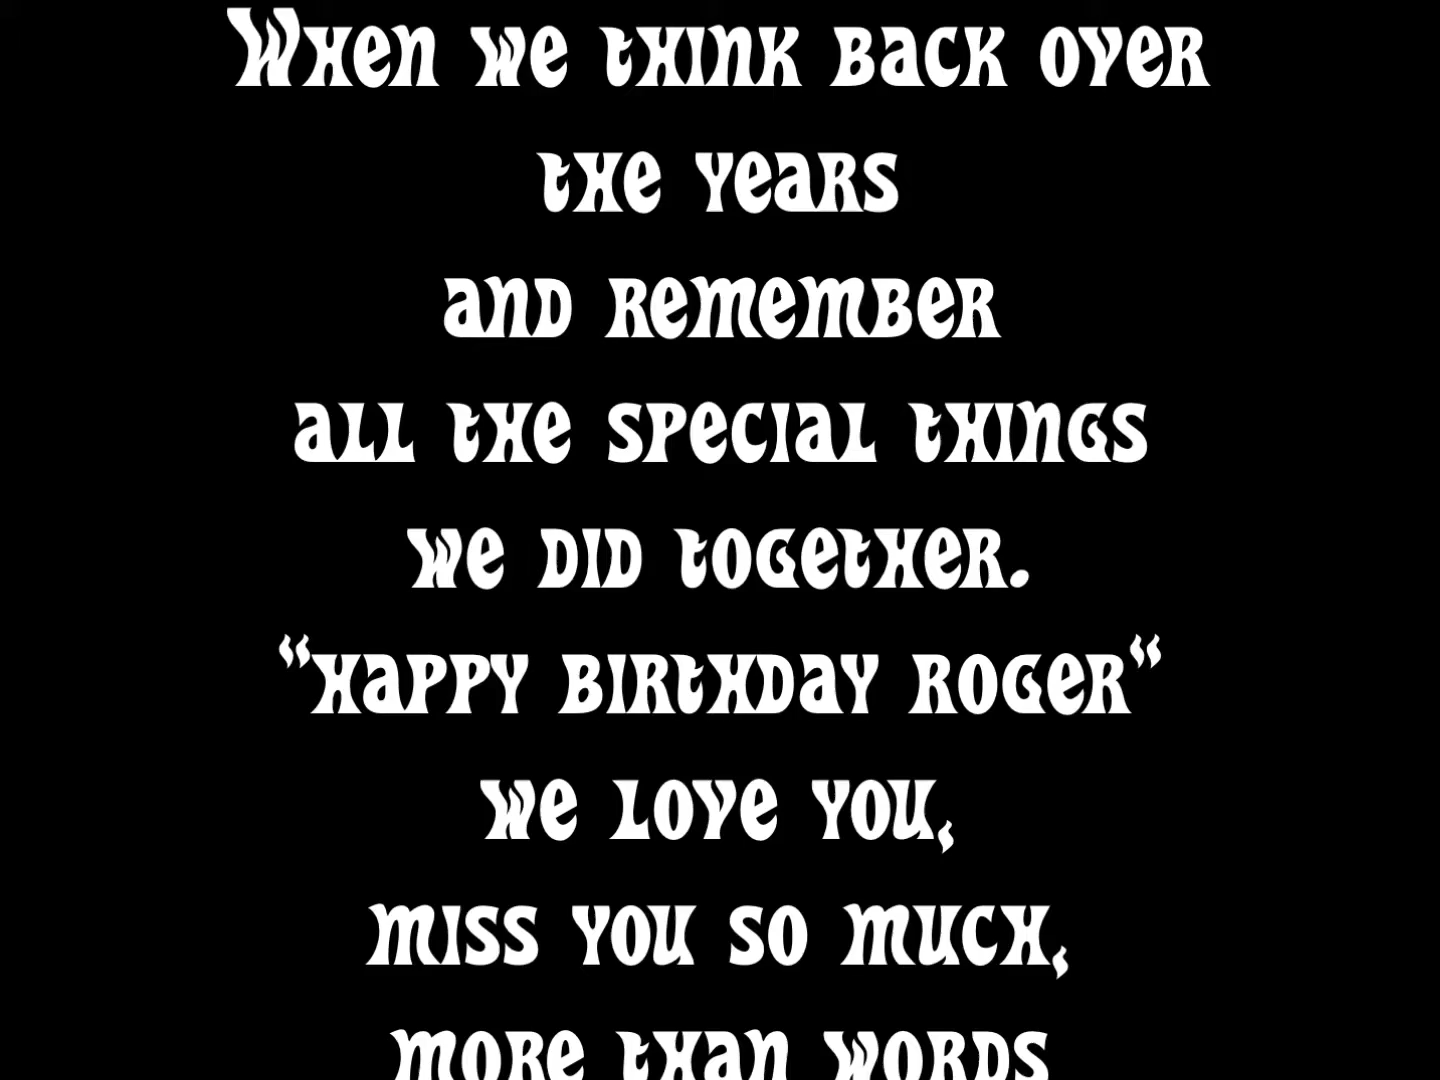 When we think back over
the years
and remember
all the special things
we did together.
"Happy Birthday Roger"
we love you,
miss you so much,
more than words